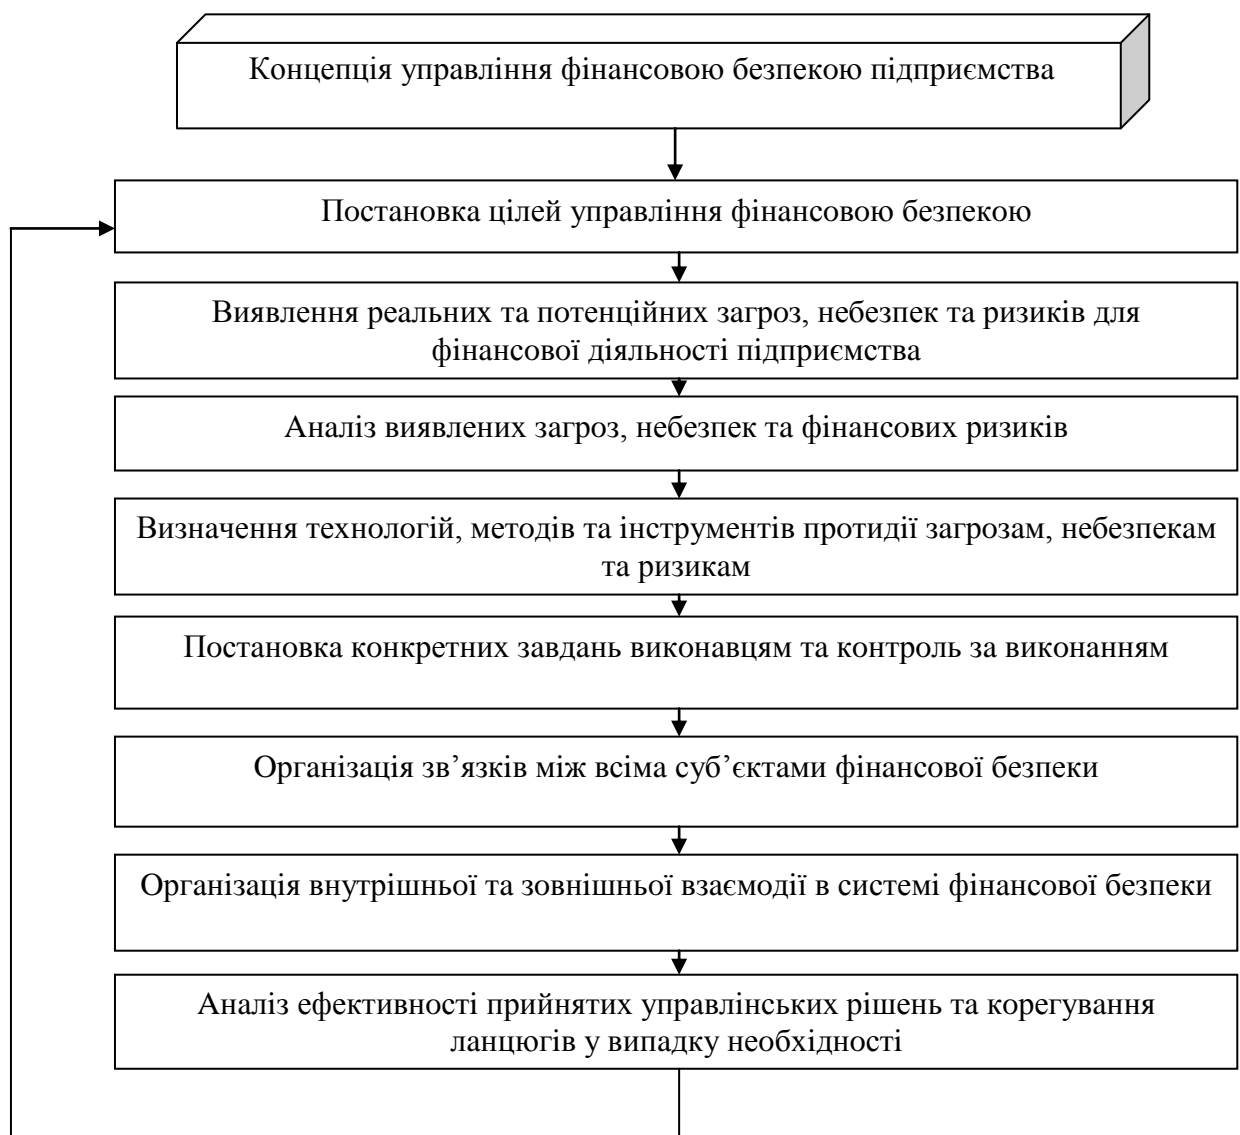 Концепція управління фінансовою безпекою підприємства
Постановка цілей управління фінансовою безпекою
Виявлення реальних та потенційних загроз, небезпек та ризиків для
фінансової діяльності підприємства
Аналіз виявлених загроз, небезпек та фінансових ризиків
Визначення технологій, методів та інструментів протидії загрозам, небезпекам
та ризикам
Постановка конкретних завдань виконавцям та контроль за виконанням
Організація зв’язків між всіма суб’єктами фінансової безпеки
Організація внутрішньої та зовнішньої взаємодії в системі фінансової безпеки
Аналіз ефективності прийнятих управлінських рішень та корегування
ланцюгів у випадку необхідності